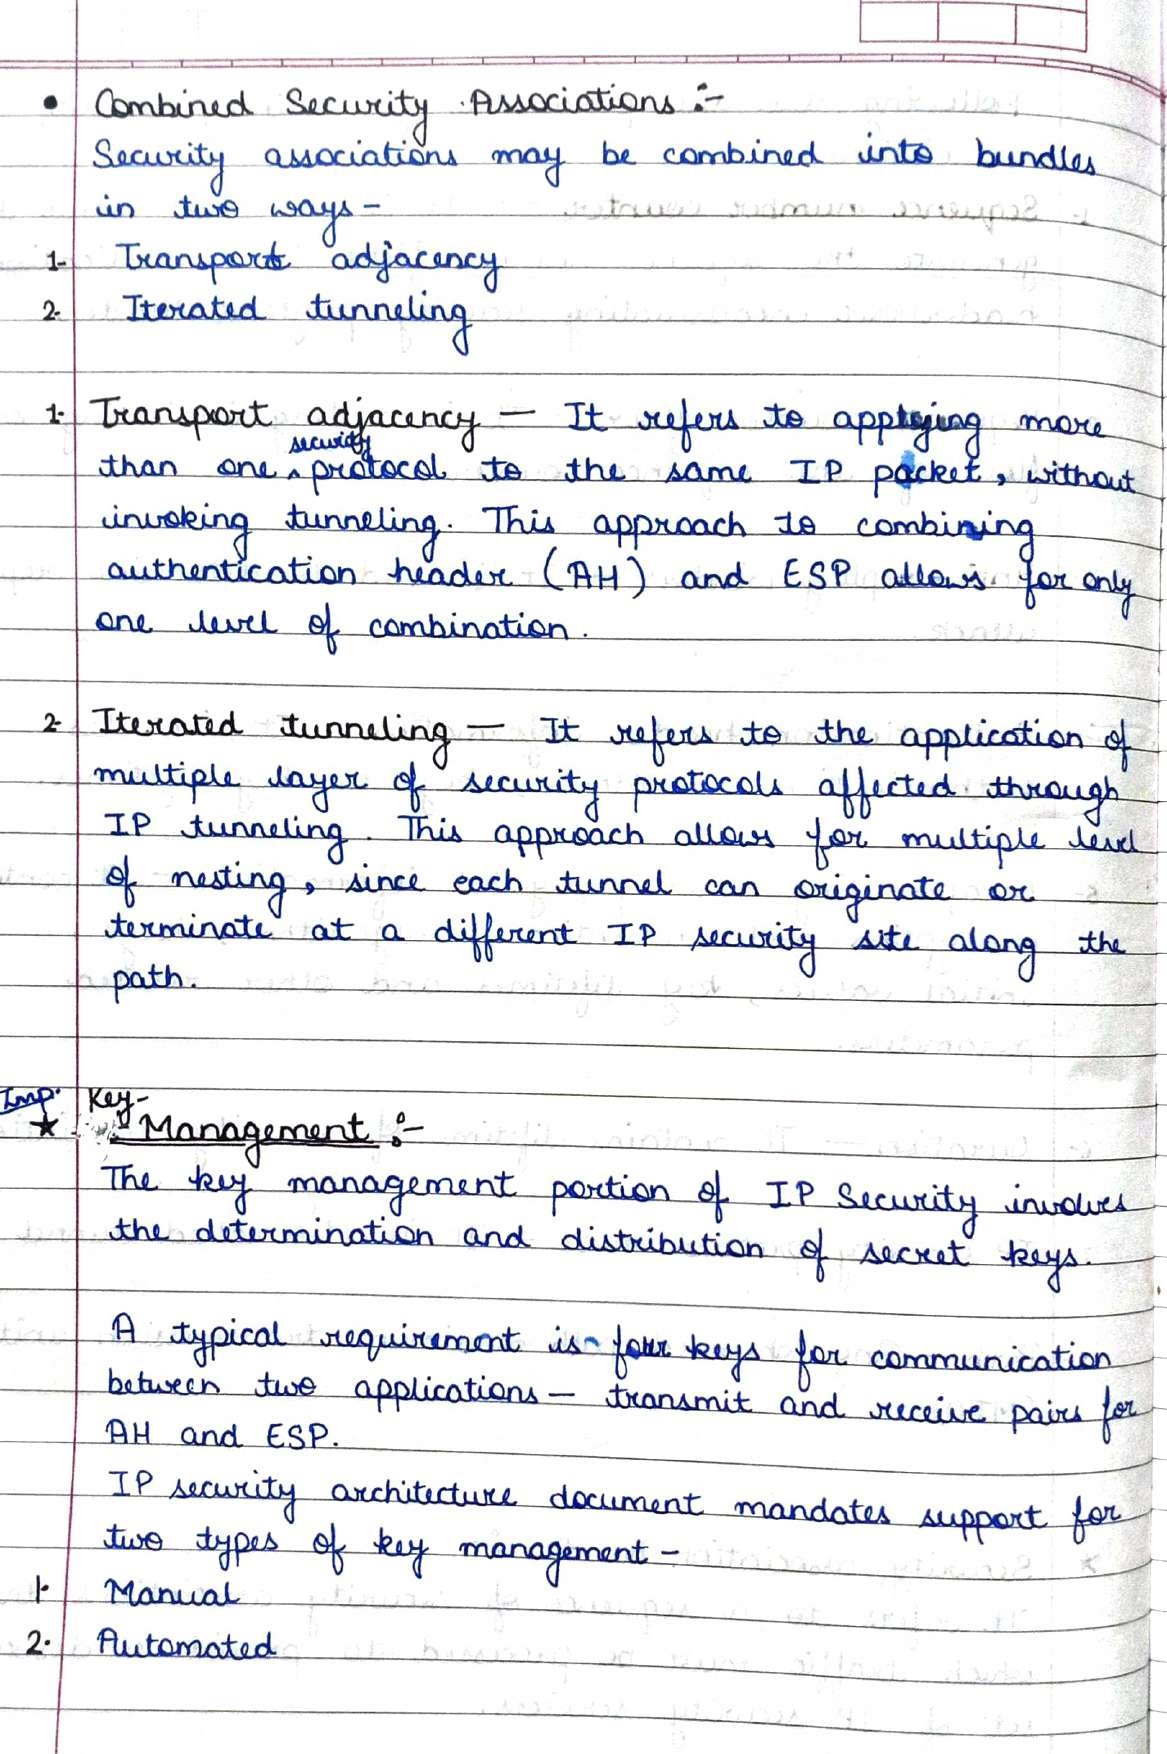 • Combined Security Associations :-
Security associations may be combined into bundles
in two ways -
1- Transport adjacency
2- Iterated tunneling
1- Transport adjacency — It refers to applying more
than one security protocol to the same IP packet, without
invoking tunneling. This approach to combining
authentication header (AH) and ESP allows for only
one level of combination.
2- Iterated tunneling — It refers to the application of
multiple layer of security protocols affected through
IP tunneling. This approach allows for multiple level
of nesting, since each tunnel can originate or
terminate at a different IP security site along the
path.
Imp. Key-
★ Management :-
The key management portion of IP Security involves
the determination and distribution of secret keys.
A typical requirement is four keys for communication
between two applications — transmit and receive pairs for
AH and ESP.
IP security architecture document mandates support for
two types of key management -
1. Manual
2. Automated